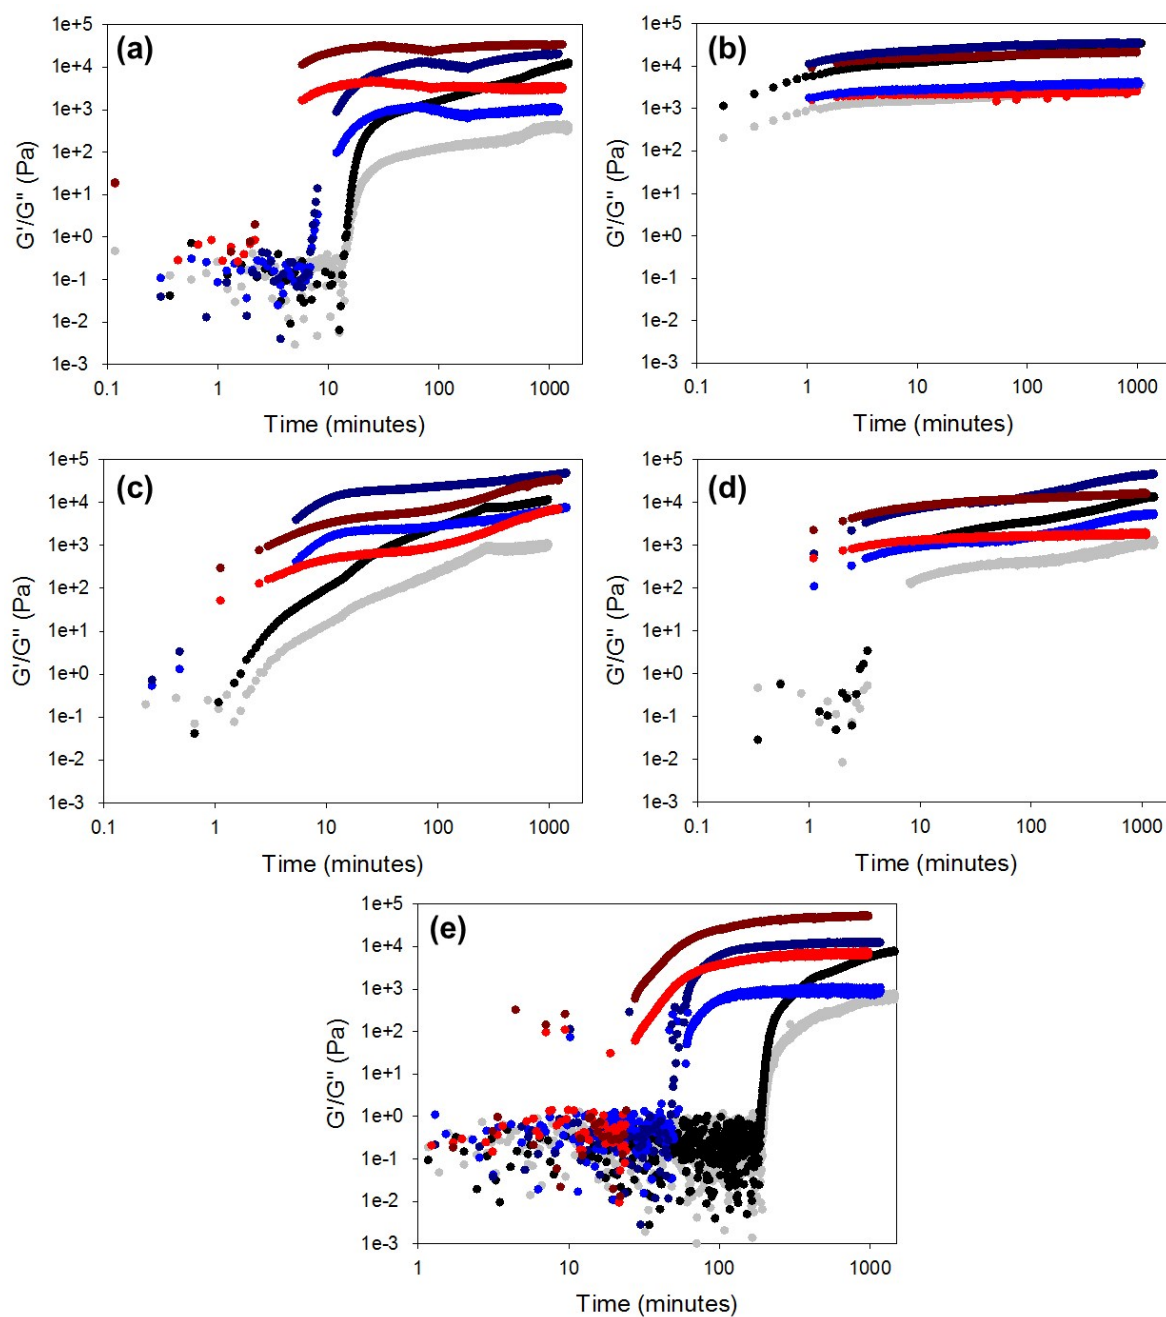 (a)
1e+5
1e+4
1e+3
1e+2
1e+1
1e+0
1e-1
1e-2
1e-3
G'/G" (Pa)
0.1 1 10 100 1000
Time (minutes)
(b)
1e+5
1e+4
1e+3
1e+2
1e+1
1e+0
1e-1
1e-2
1e-3
G'/G" (Pa)
0.1 1 10 100 1000
Time (minutes)
(c)
1e+5
1e+4
1e+3
1e+2
1e+1
1e+0
1e-1
1e-2
1e-3
G'/G" (Pa)
0.1 1 10 100 1000
Time (minutes)
(d)
1e+5
1e+4
1e+3
1e+2
1e+1
1e+0
1e-1
1e-2
1e-3
G'/G" (Pa)
0.1 1 10 100 1000
Time (minutes)
(e)
1e+5
1e+4
1e+3
1e+2
1e+1
1e+0
1e-1
1e-2
1e-3
G'/G" (Pa)
1 10 100 1000
Time (minutes)